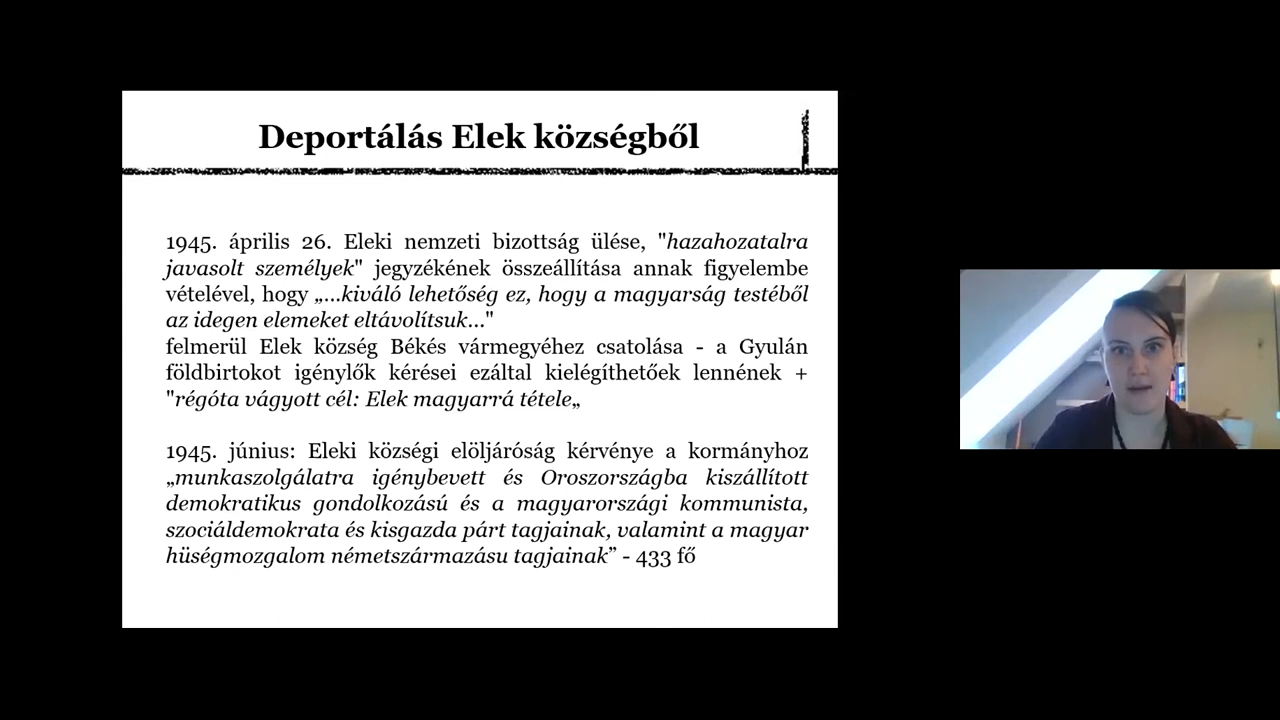 Deportálás Elek községből
1945. április 26. Eleki nemzeti bizottság ülése, "hazahozatalra
javasolt személyek" jegyzékének összeállítása annak figyelembe
vételével, hogy „…kiváló lehetőség ez, hogy a magyarság testéből
az idegen elemeket eltávolítsuk…"
felmerül Elek község Békés vármegyéhez csatolása - a Gyulán
földbirtokot igénylők kérései ezáltal kielégíthetőek lennének +
"régóta vágyott cél: Elek magyarrá tétele„
1945. június: Eleki községi elöljáróság kérvénye a kormányhoz
„munkaszolgálatra igénybevett és Oroszországba kiszállított
demokratikus gondolkozású és a magyarországi kommunista,
szociáldemokrata és kisgazda párt tagjainak, valamint a magyar
hüségmozgalom németszármazásu tagjainak” - 433 fő